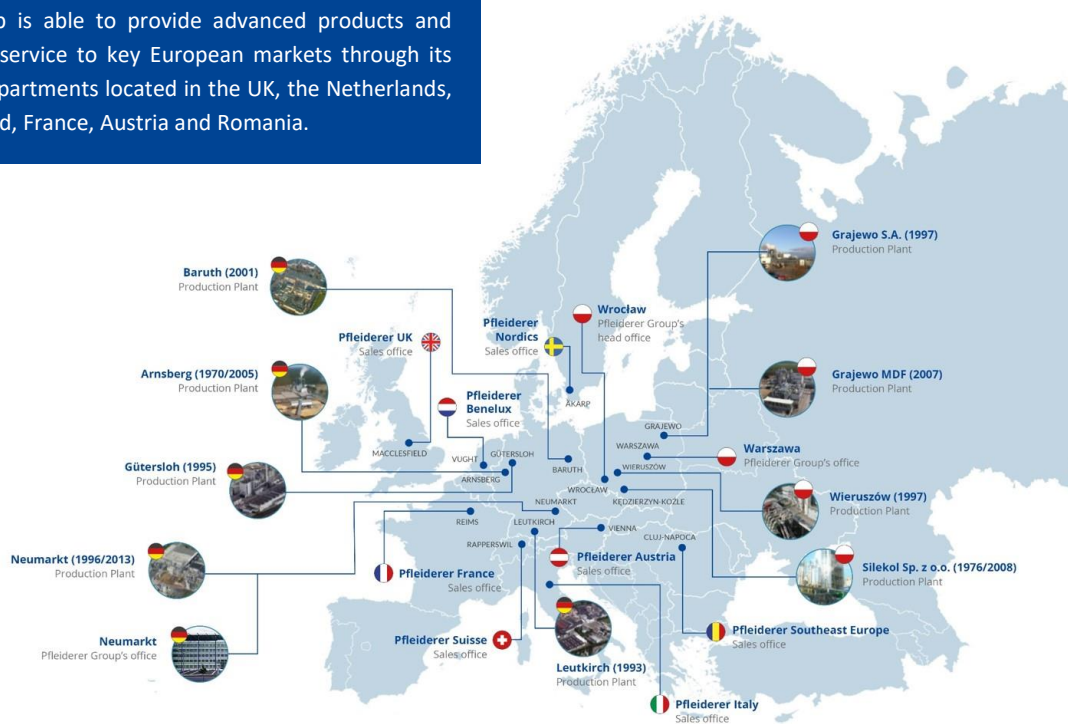 is able to provide advanced products and
service to key European markets through its
located in the UK, the Netherlands,
France, Austria and Romania.
Grajewo S.A. (1997)
Production Plant
Baruth (2001)
Production Plant
Wrocław
Pfleiderer Group's
head office
Pfleiderer UK
Sales office
Pfleiderer
Nordics
Sales office
Arnsberg (1970/2005)
Production Plant
Grajewo MDF (2007)
Production Plant
Pfleiderer
Benelux
Sales office
ÅKARP
GRAJEWO
MACCLESFIELD
VUGHT
GÜTERSLOH
WARSZAWA
Warszawa
Pfleiderer Group's office
Gütersloh (1995)
Production Plant
ARNSBERG
BARUTH
WIERUSZÓW
WROCŁAW
KĘDZIERZYN-KOŹLE
Wieruszów (1997)
Production Plant
NEUMARKT
REIMS
LEUTKIRCH
VIENNA
RAPPERSWIL
CLUJ-NAPOCA
Neumarkt (1996/2013)
Production Plant
Pfleiderer France
Sales office
Pfleiderer Austria
Sales office
Silekol Sp. z o.o. (1976/2008)
Production Plant
Neumarkt
Pfleiderer Group's office
Pfleiderer Suisse
Sales office
Pfleiderer Southeast Europe
Sales office
Leutkirch (1993)
Production Plant
Pfleiderer Italy
Sales office